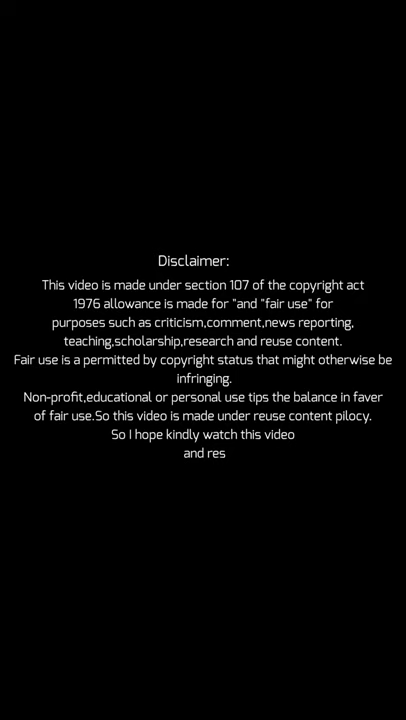 Disclaimer:
This video is made under section 107 of the copyright act
1976 allowance is made for "and “fair use” for
purposes such as criticism,comment,news reporting,
teaching,scholarship,research and reuse content.
Fair use is a permitted by copyright status that might otherwise be
infringing.
Non-profit,educational or personal use tips the balance in faver
of fair use.So this video is made under reuse content pilocy.
So I hope kindly watch this video
and res